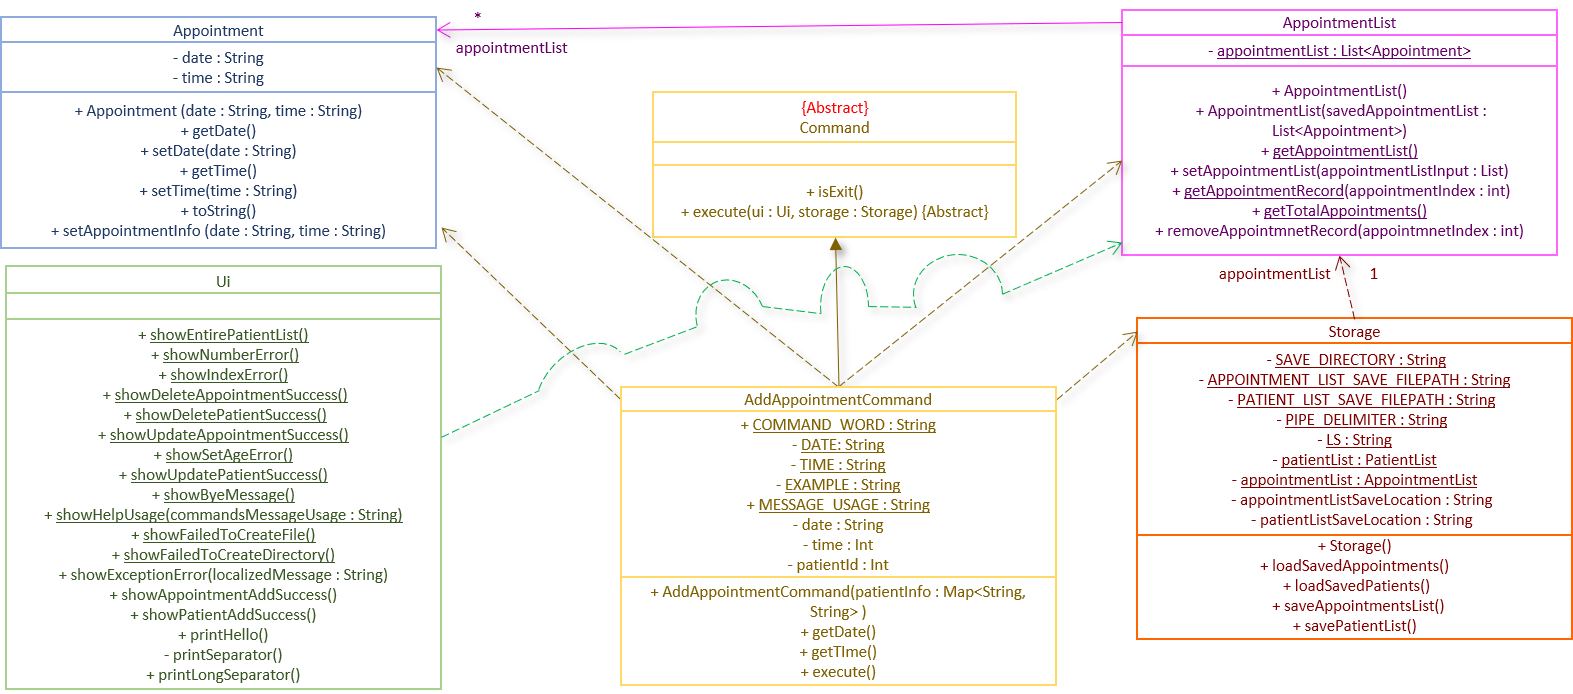 Appointment
- date : String
- time : String
+ Appointment (date : String, time : String)
+ getDate()
+ setDate(date : String)
+ getTime()
+ setTime(time : String)
+ toString()
+ setAppointmentInfo (date : String, time : String)
*
appointmentList
AppointmentList
- appointmentList : List<Appointment>
+ AppointmentList()
+ AppointmentList(savedAppointmentList :
List<Appointment>)
+ getAppointmentList()
+ setAppointmentList(appointmentListInput : List)
+ getAppointmentRecord(appointmentIndex : int)
+ getTotalAppointments()
+ removeAppointmnetRecord(appointmnetIndex : int)
{Abstract}
Command
+ isExit()
+ execute(ui : Ui, storage : Storage) {Abstract}
Ui
+ showEntirePatientList()
+ showNumberError()
+ showIndexError()
+ showDeleteAppointmentSuccess()
+ showDeletePatientSuccess()
+ showUpdateAppointmentSuccess()
+ showSetAgeError()
+ showUpdatePatientSuccess()
+ showByeMessage()
+ showHelpUsage(commandsMessageUsage : String)
+ showFailedToCreateFile()
+ showFailedToCreateDirectory()
+ showExceptionError(localizedMessage : String)
+ showAppointmentAddSuccess()
+ showPatientAddSuccess()
+ printHello()
- printSeparator()
+ printLongSeparator()
AddAppointmentCommand
+ COMMAND_WORD : String
- DATE: String
- TIME : String
- EXAMPLE : String
+ MESSAGE_USAGE : String
- date : String
- time : Int
- patientId : Int
+ AddAppointmentCommand(patientInfo : Map<String,
String> )
+ getDate()
+ getTIme()
+ execute()
appointmentList
1
Storage
- SAVE_DIRECTORY : String
- APPOINTMENT_LIST_SAVE_FILEPATH : String
- PATIENT_LIST_SAVE_FILEPATH : String
- PIPE_DELIMITER : String
- LS : String
- patientList : PatientList
- appointmentList : AppointmentList
- appointmentListSaveLocation : String
- patientListSaveLocation : String
+ Storage()
+ loadSavedAppointments()
+ loadSavedPatients()
+ saveAppointmentsList()
+ savePatientList()